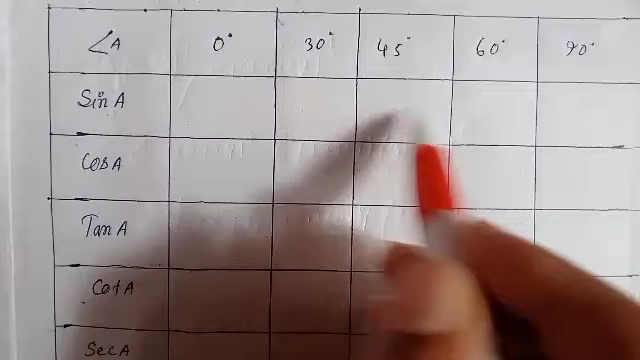 ∠A 0° 30° 45° 60° 90°
Sin A
Cos A
Tan A
Cot A
Sec A